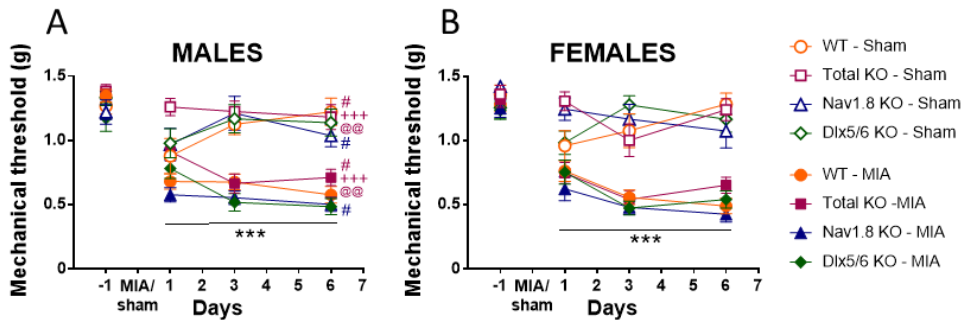 A
MALES
Mechanical threshold (g)
1.5
1.0
0.5
0
-1 MIA/ sham 1 2 3 4 5 6 7
Days
#
+++
@@
#
#
+++
@@
#
***
B
FEMALES
Mechanical threshold (g)
1.5
1.0
0.5
0
-1 MIA/ sham 1 2 3 4 5 6 7
Days
***
WT - Sham
Total KO - Sham
Nav1.8 KO - Sham
Dlx5/6 KO - Sham
WT - MIA
Total KO -MIA
Nav1.8 KO - MIA
Dlx5/6 KO - MIA